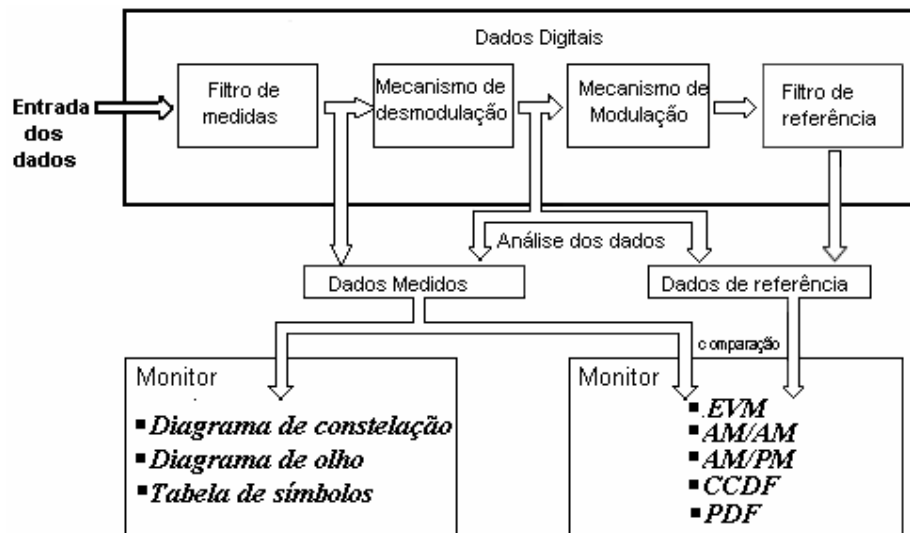 Dados Digitais
Entrada
dos
dados
Filtro de
medidas
Mecanismo de
desmodulação
Mecanismo de
Modulação
Filtro de
referência
Análise dos dados
Dados Medidos
Dados de referência
comparação
Monitor
▪ Diagrama de constelação
▪ Diagrama de olho
▪ Tabela de símbolos
Monitor
▪ .EVM
▪ AM/AM
▪ AM/PM
▪ CCDF
▪ PDF